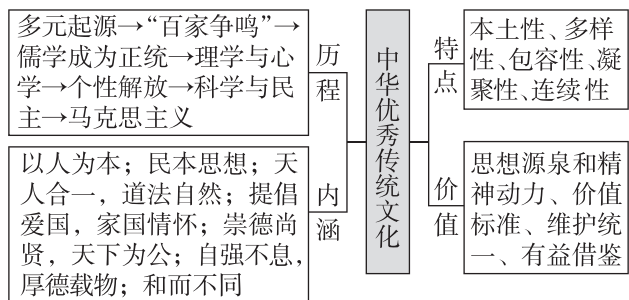 多元起源→“百家争鸣”→
儒学成为正统→理学与心
学→个性解放→科学与民
主→马克思主义
历程
以人为本；民本思想；天
人合一，道法自然；提倡
爱国，家国情怀；崇德尚
贤，天下为公；自强不息，
厚德载物；和而不同
内涵
中华优秀传统文化
特点
本土性、多样
性、包容性、凝
聚性、连续性
价值
思想源泉和精
神动力、价值
标准、维护统
一、有益借鉴